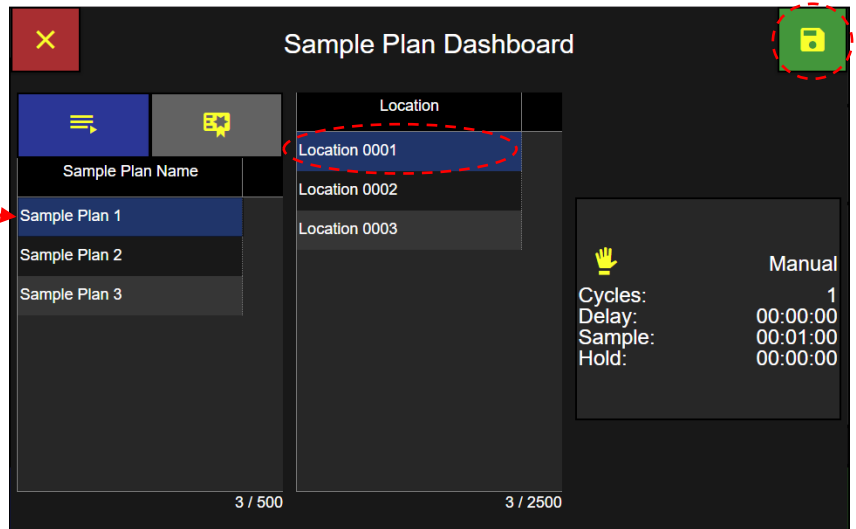 Sample Plan Dashboard
Sample Plan Name
Sample Plan 1
Sample Plan 2
Sample Plan 3
3 / 500
Location
Location 0001
Location 0002
Location 0003
3 / 2500
Manual
Cycles: 1
Delay: 00:00:00
Sample: 00:01:00
Hold: 00:00:00